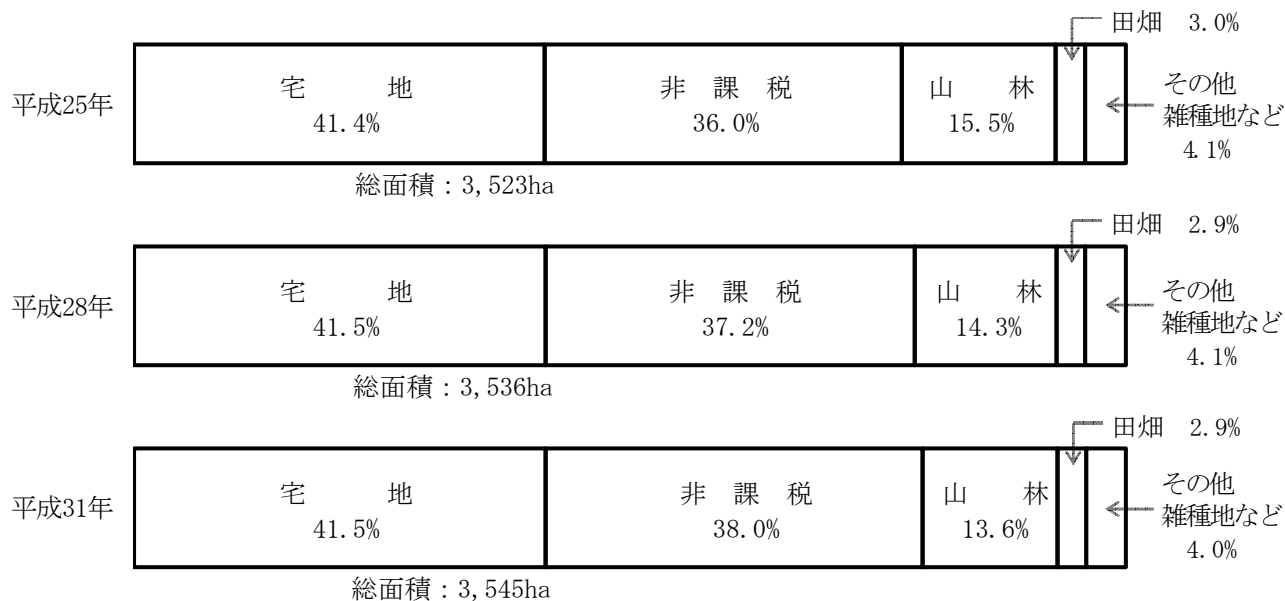 田畑 3.0%
平成25年
宅 地
41.4%
非 課 税
36.0%
山 林
15.5%
その他
雑種地など
4.1%
総面積：3,523ha
田畑 2.9%
平成28年
宅 地
41.5%
非 課 税
37.2%
山 林
14.3%
その他
雑種地など
4.1%
総面積：3,536ha
田畑 2.9%
平成31年
宅 地
41.5%
非 課 税
38.0%
山 林
13.6%
その他
雑種地など
4.0%
総面積：3,545ha